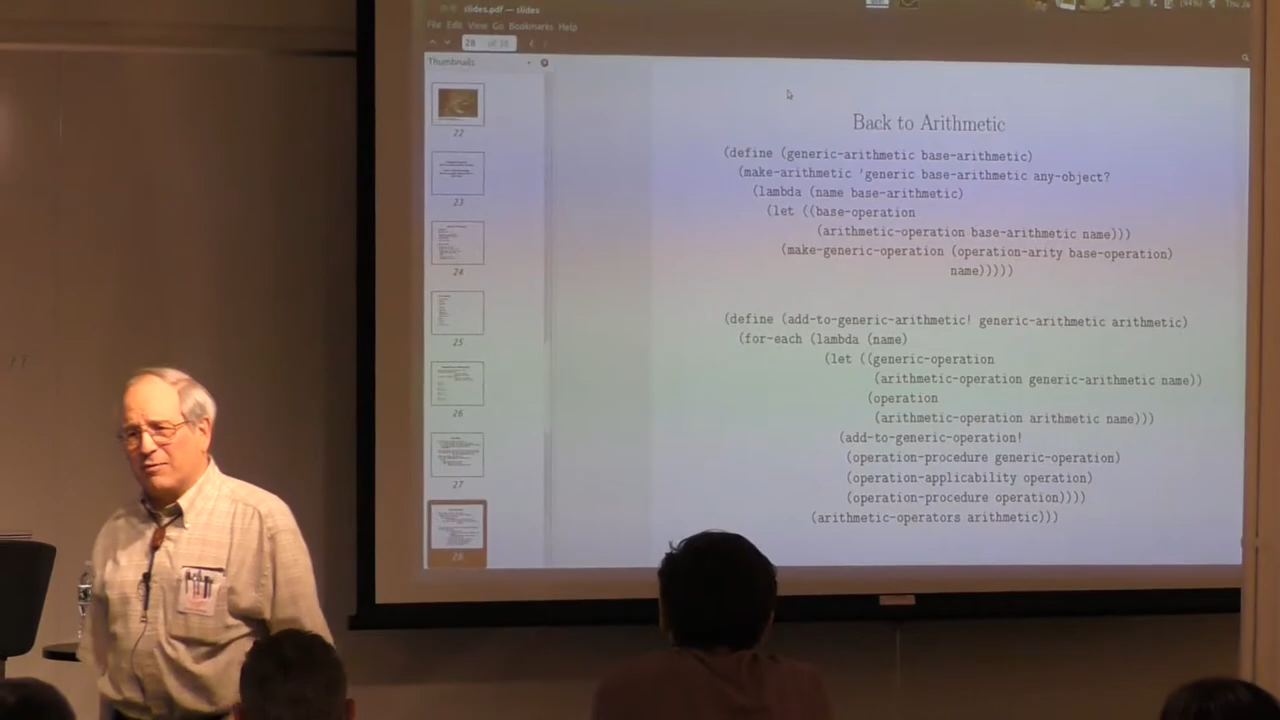 slides.pdf — slides
File Edit View Go Bookmarks Help
28 of 38
Thumbnails
22
23
24
25
26
27
28
Back to Arithmetic
(define (generic-arithmetic base-arithmetic)
(make-arithmetic 'generic base-arithmetic any-object?
(lambda (name base-arithmetic)
(let ((base-operation
(arithmetic-operation base-arithmetic name)))
(make-generic-operation (operation-arity base-operation)
name)))))
(define (add-to-generic-arithmetic! generic-arithmetic arithmetic)
(for-each (lambda (name)
(let ((generic-operation
(arithmetic-operation generic-arithmetic name))
(operation
(arithmetic-operation arithmetic name)))
(add-to-generic-operation!
(operation-procedure generic-operation)
(operation-applicability operation)
(operation-procedure operation))))
(arithmetic-operators arithmetic)))